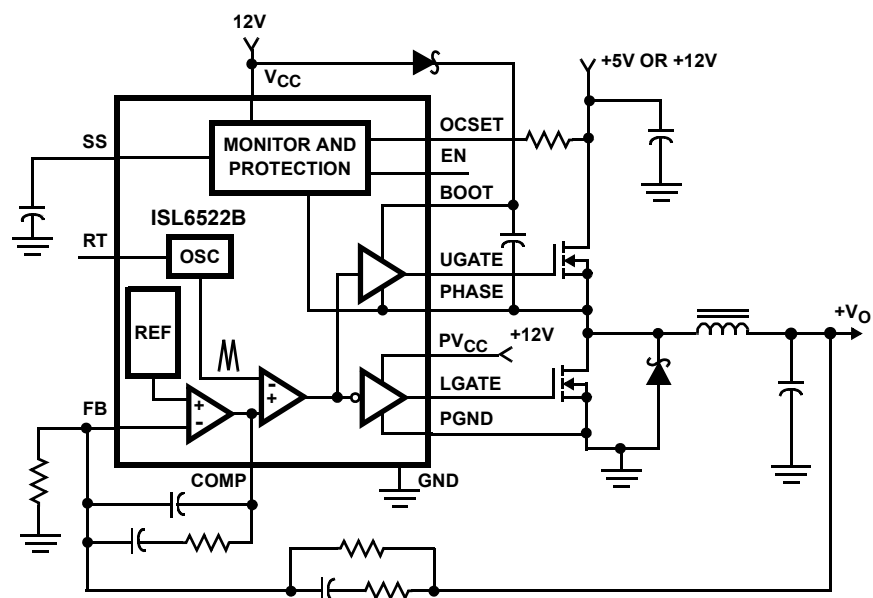 12V
VCC
+5V OR +12V
SS
MONITOR AND
PROTECTION
OCSET
EN
BOOT
ISL6522B
RT
OSC
UGATE
PHASE
REF
+VO
PVCC
+12V
LGATE
FB
+
-
-
+
PGND
COMP
GND